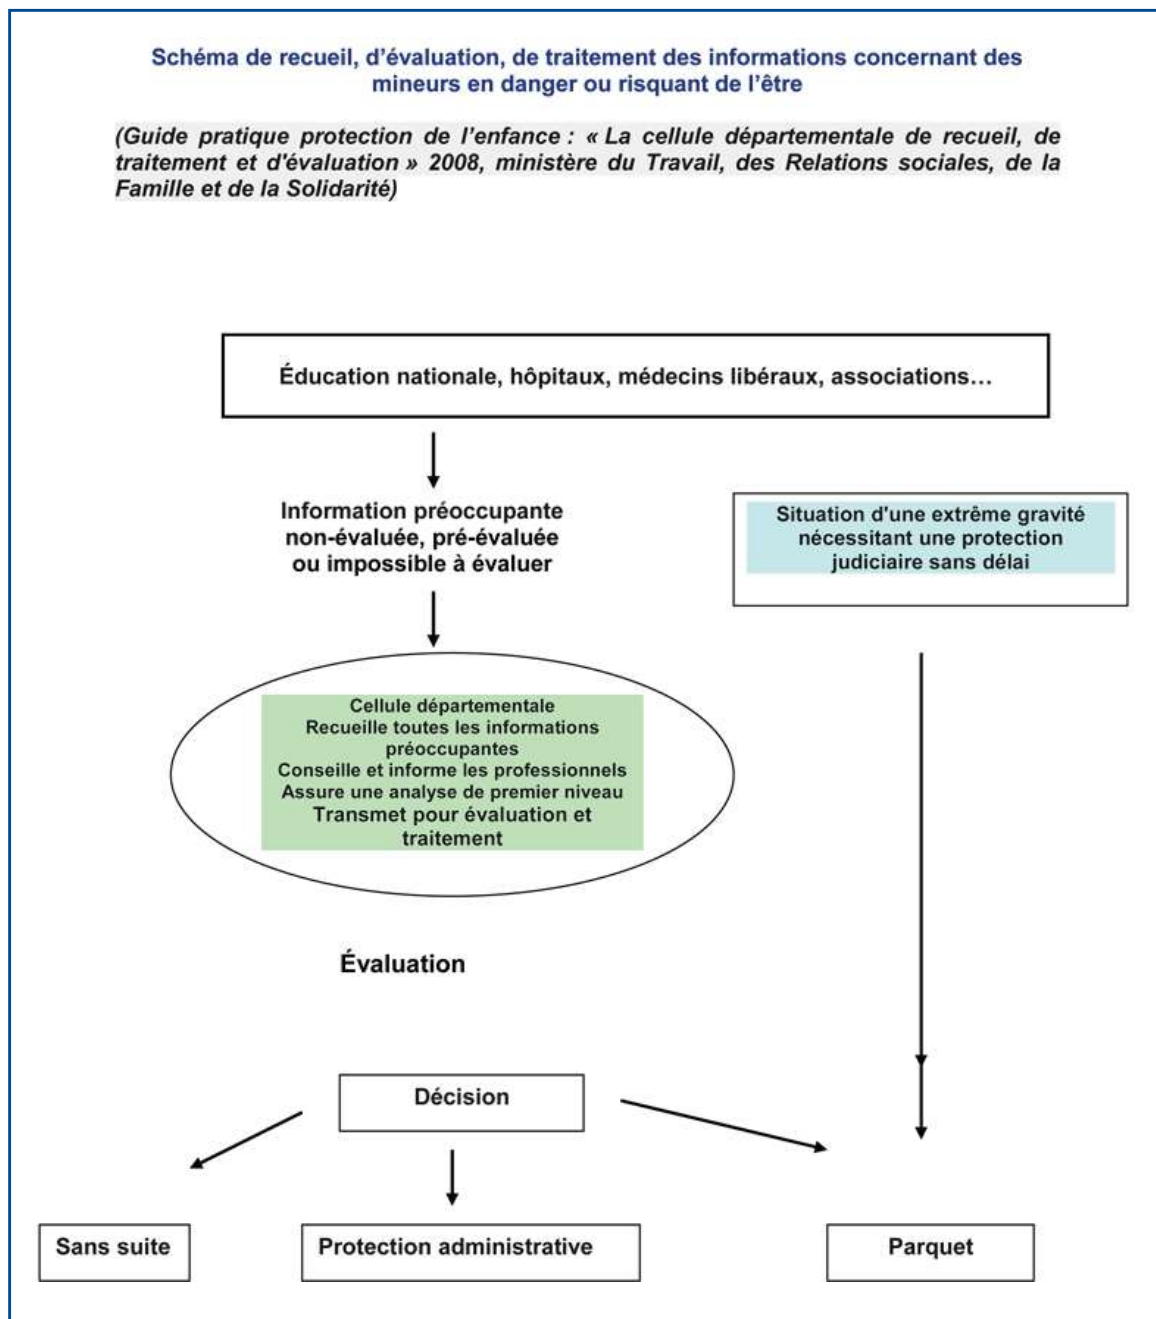 Schéma de recueil, d’évaluation, de traitement des informations concernant des
mineurs en danger ou risquant de l’être
(Guide pratique protection de l’enfance : « La cellule départementale de recueil, de
traitement et d'évaluation » 2008, ministère du Travail, des Relations sociales, de la
Famille et de la Solidarité)
Éducation nationale, hôpitaux, médecins libéraux, associations…
Information préoccupante
non-évaluée, pré-évaluée
ou impossible à évaluer
Situation d'une extrême gravité
nécessitant une protection
judiciaire sans délai
Cellule départementale
Recueille toutes les informations
préoccupantes
Conseille et informe les professionnels
Assure une analyse de premier niveau
Transmet pour évaluation et
traitement
Évaluation
Décision
Sans suite
Protection administrative
Parquet